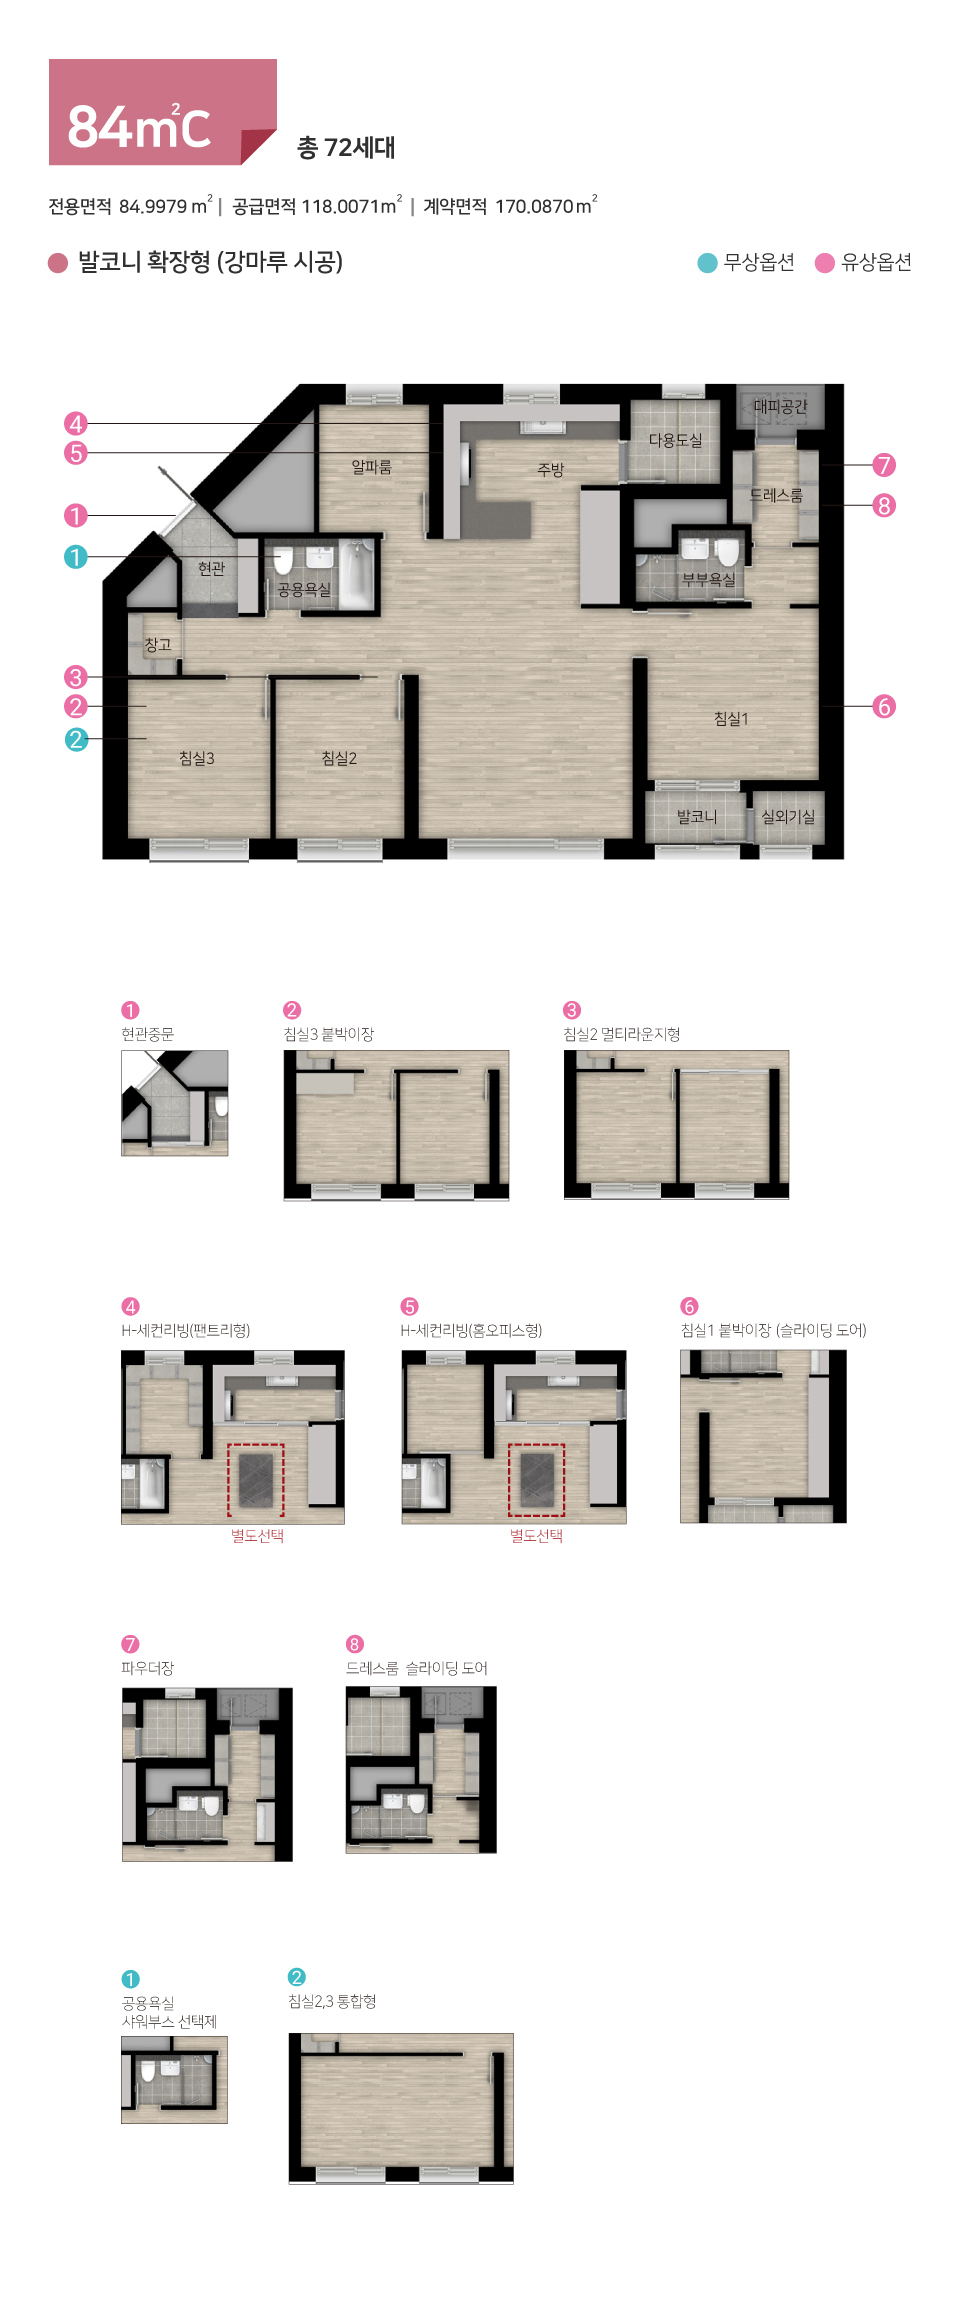 84㎡C
총 72세대
전용면적 84.9979 m² | 공급면적 118.0071m² | 계약면적 170.0870 m²
발코니 확장형 (강마루 시공)
무상옵션 유상옵션
대피공간
4
다용도실
5
알파룸
주방
7
드레스룸
8
1
1
현관
공용욕실
부부욕실
창고
3
2
6
침실1
2
침실3
침실2
발코니
실외기실
1
현관중문
2
침실3 붙박이장
3
침실2 멀티라운지형
4
H-세컨리빙(팬트리형)
별도선택
5
H-세컨리빙(홈오피스형)
별도선택
6
침실1 붙박이장 (슬라이딩 도어)
7
파우더장
8
드레스룸 슬라이딩 도어
1
공용욕실
샤워부스 선택제
2
침실2,3 통합형